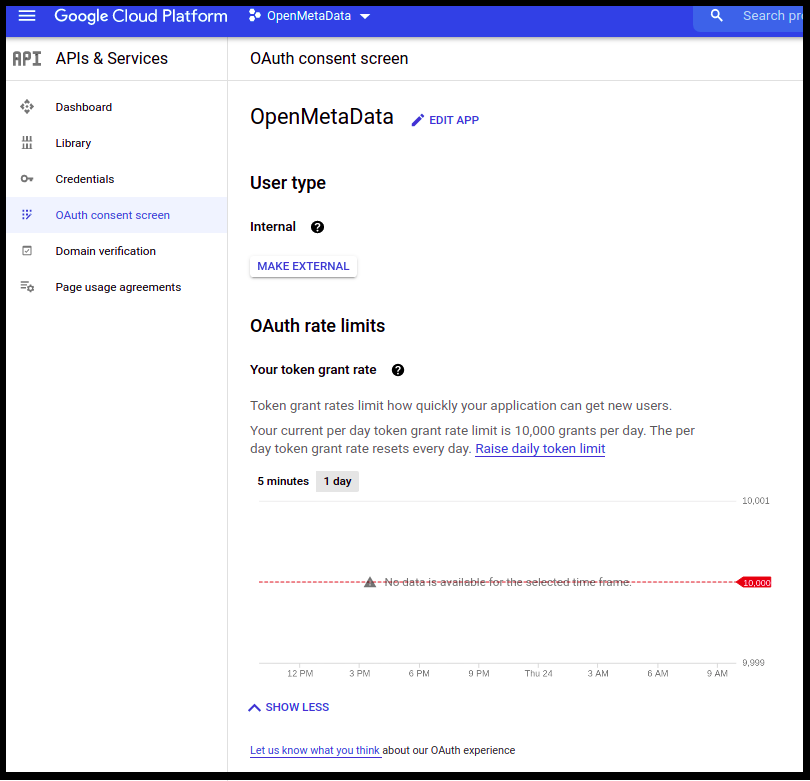 Google Cloud Platform
OpenMetaData
Search pro
API
APIs & Services
OAuth consent screen
Dashboard
Library
Credentials
OAuth consent screen
Domain verification
Page usage agreements
OpenMetaData
EDIT APP
User type
Internal
?
MAKE EXTERNAL
OAuth rate limits
Your token grant rate
?
Token grant rates limit how quickly your application can get new users.
Your current per day token grant rate limit is 10,000 grants per day. The per
day token grant rate resets every day. Raise daily token limit
5 minutes
1 day
10,001
No data is available for the selected time frame.
10,000
9,999
12 PM
3 PM
6 PM
9 PM
Thu 24
3 AM
6 AM
9 AM
SHOW LESS
Let us know what you think about our OAuth experience